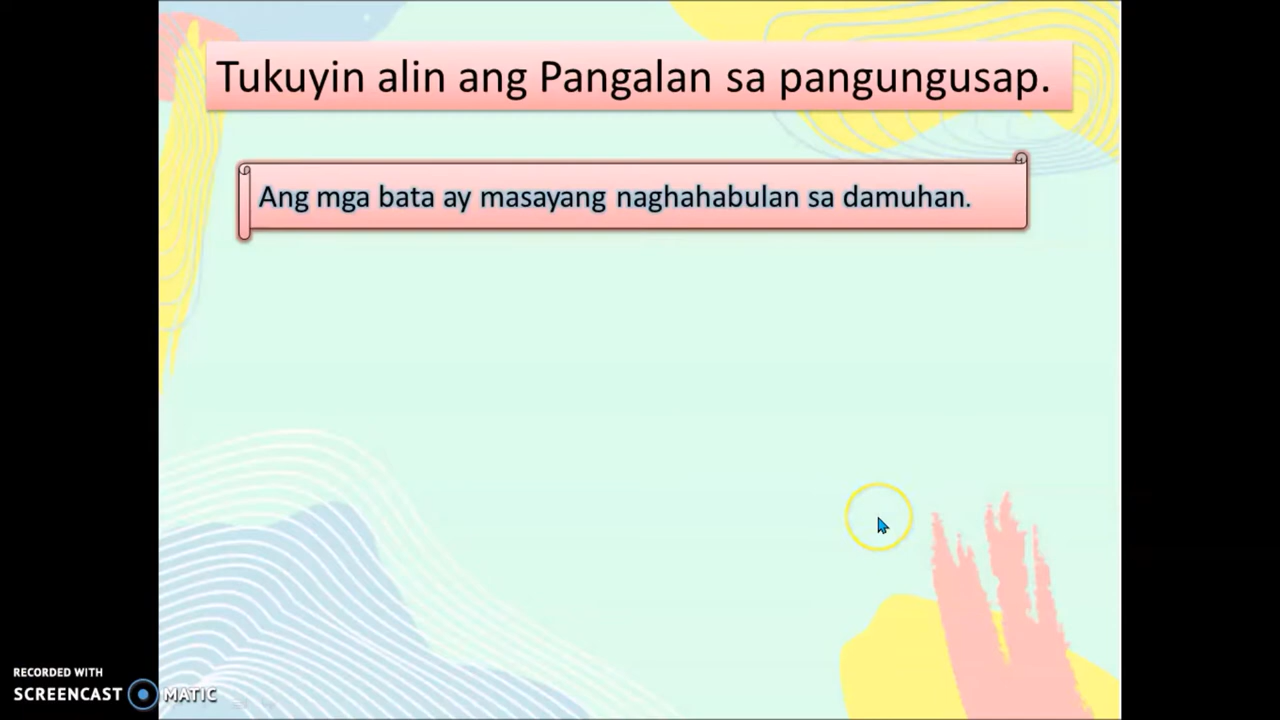 Tukuyin alin ang Pangalan sa pangungusap.
Ang mga bata ay masayang naghahabulan sa damuhan.
RECORDED WITH
SCREENCAST MATIC